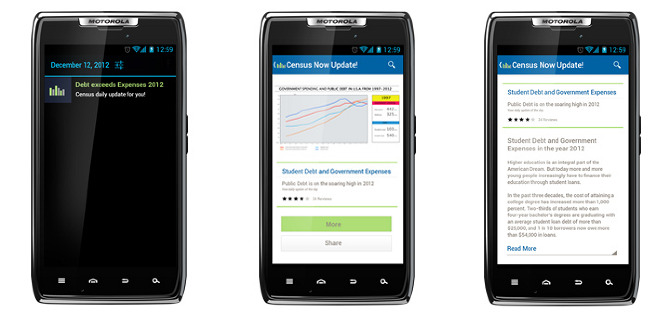 MOTOROLA
12:59
December 12, 2012
Debt exceeds Expenses 2012
Census daily update for you!
MOTOROLA
12:59
Census Now Update!
GOVERNMENT SPENDING AND PUBLIC DEBT IN U.S.A FROM 1997-2012
1997
Student Debt and Government Expenses
Public Debt is on the soaring high in 2012
More
Share
MOTOROLA
12:59
Census Now Update!
Student Debt and Government Expenses
Public Debt is on the soaring high in 2012
Student Debt and Government
Expenses in the year 2012
Higher education is an integral part of the
American Dream. But today more and more
young people increasingly have to finance their
education through student loans.
In the past three decades, the cost of attaining a
college degree has increased more than 1,000
percent. Two-thirds of students who earn
four-year bachelor's degrees are graduating with
an average student loan debt of more than
$25,000, and 1 in 10 borrowers now owe more
than $54,000 in loans.
Read More